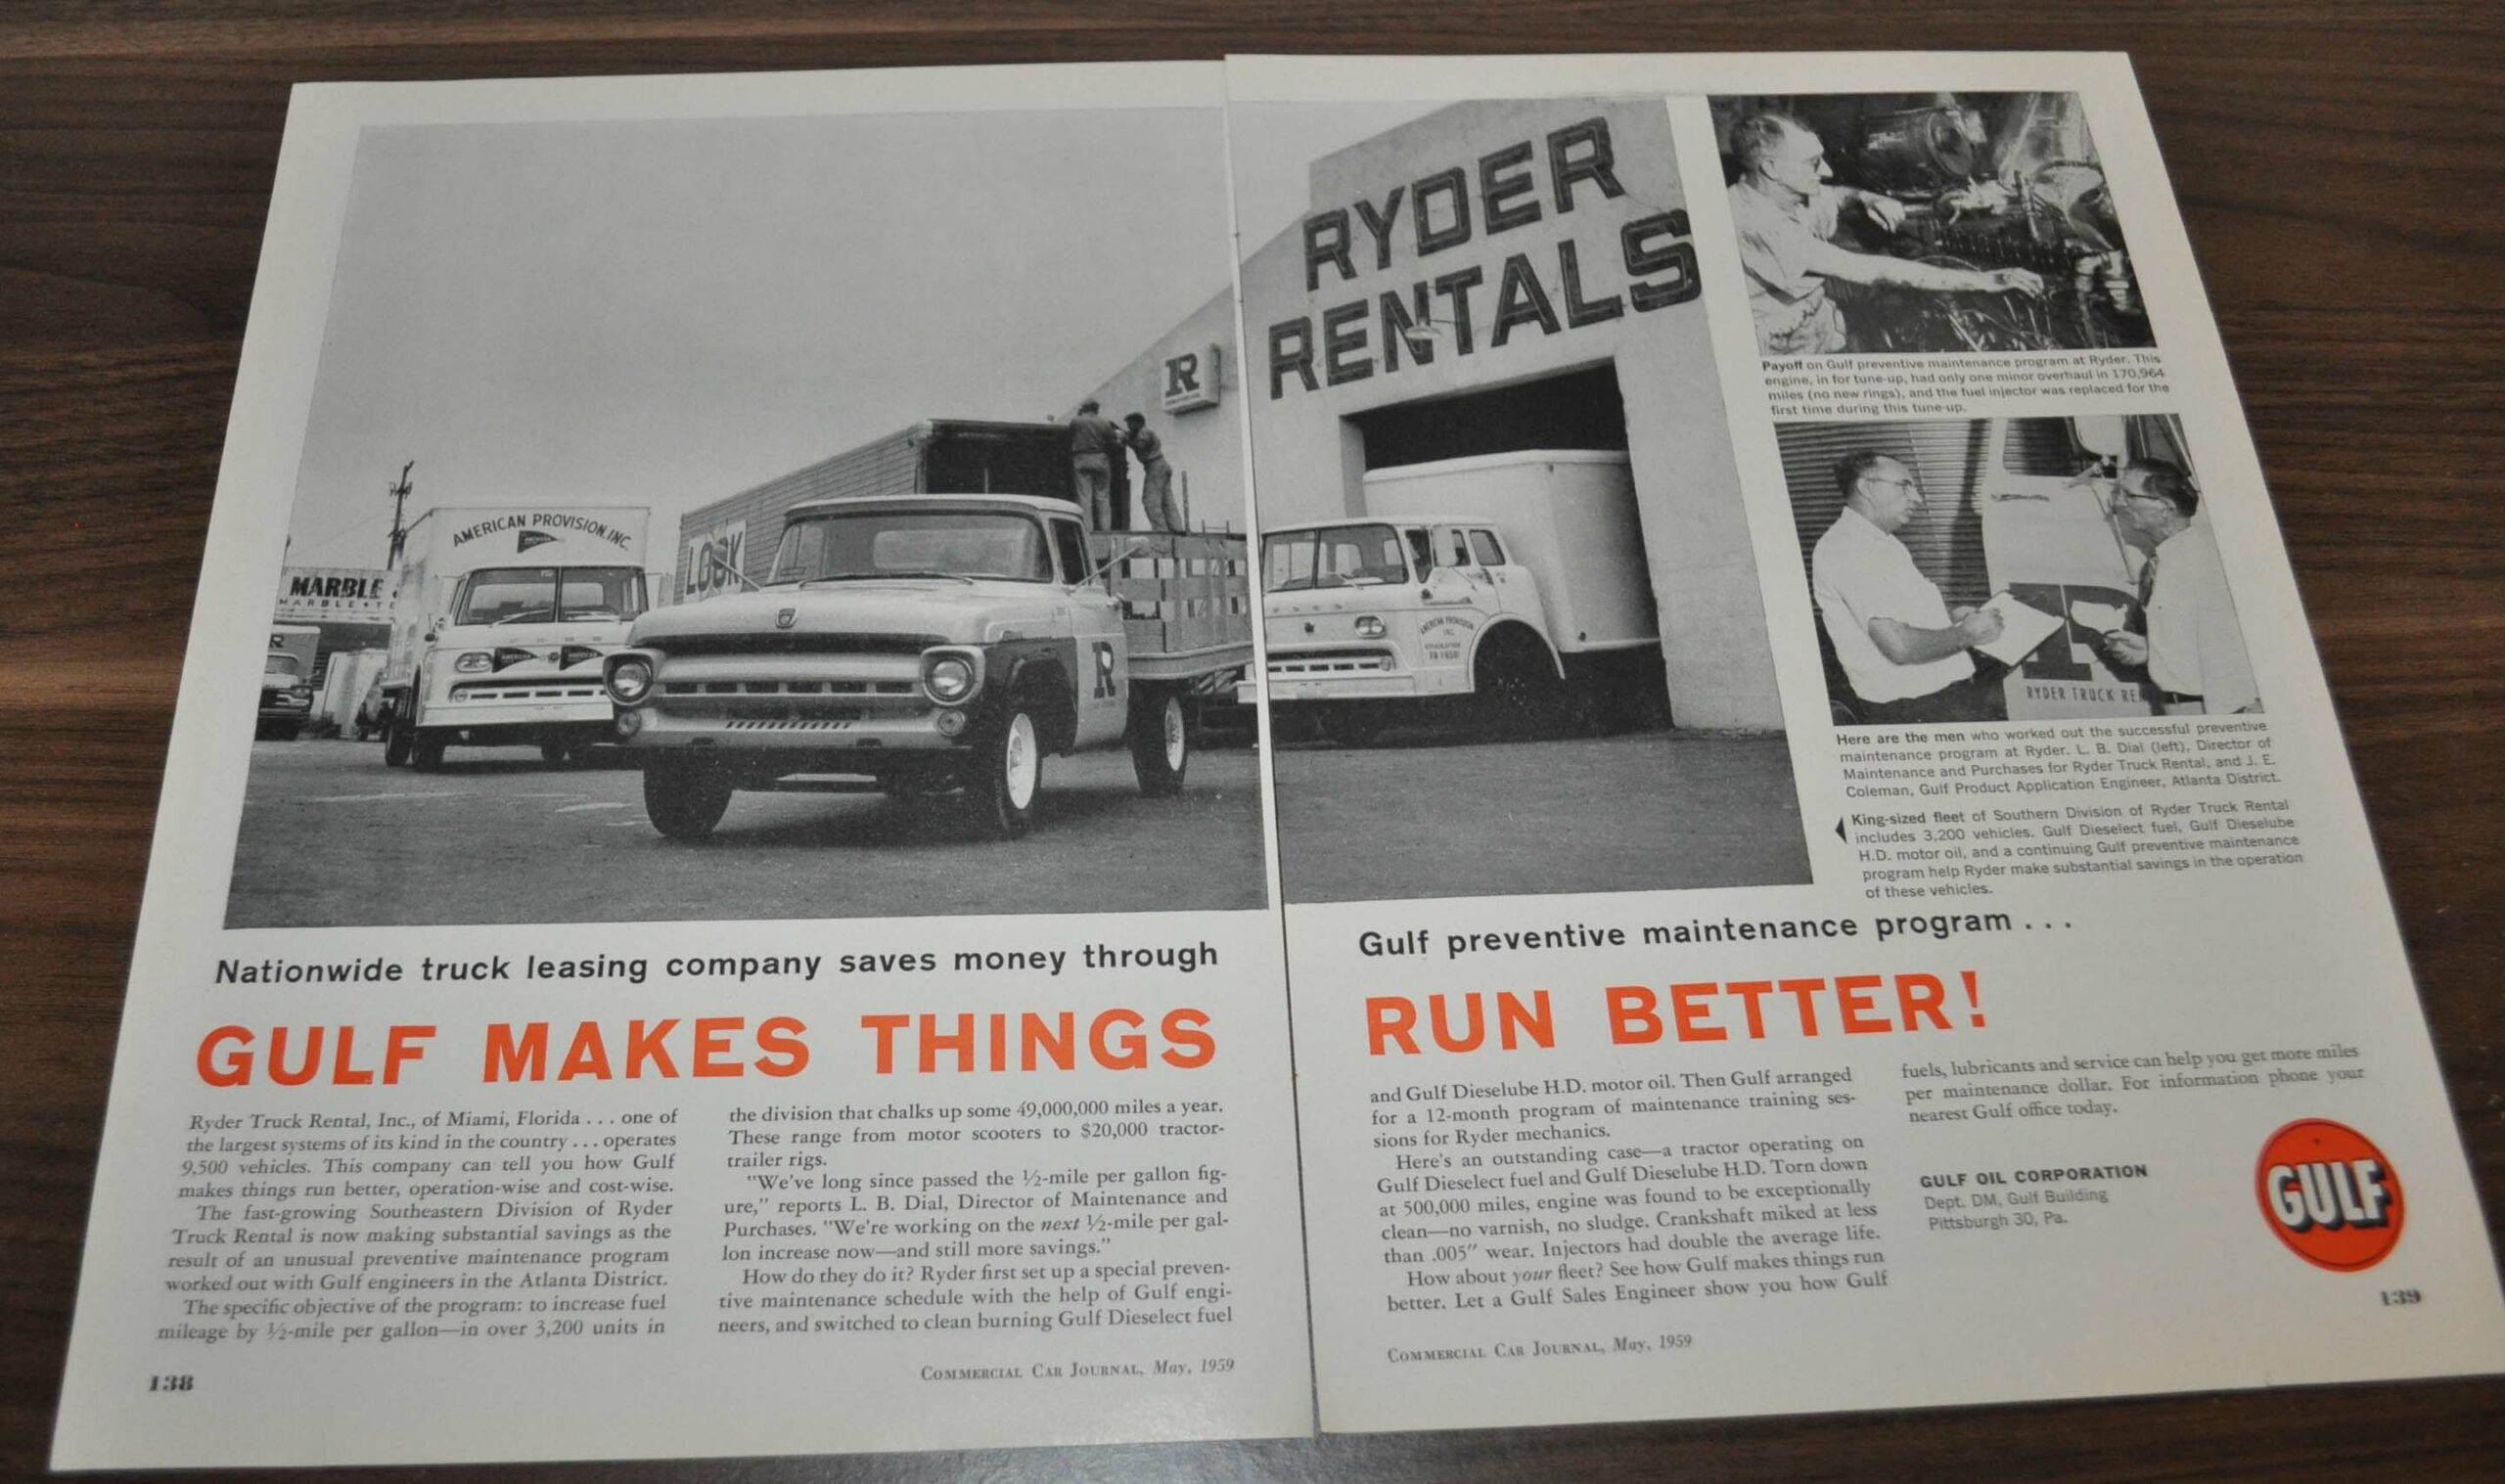 RYDER
RENTALS
R
AMERICAN PROVISION, INC.
LOOK
MARBLE
MARBLE • TE
R
AMERICAN
AMERICAN
FORD
R
AMERICAN PROVISION
INC.
RYDER TRUCK RE
Payoff on Gulf preventive maintenance program at Ryder. This
engine, in for tune-up, had only one minor overhaul in 170,964
miles (no new rings), and the fuel injector was replaced for the
first time during this tune-up.
Here are the men who worked out the successful preventive
maintenance program at Ryder. L. B. Dial (left), Director of
Maintenance and Purchases for Ryder Truck Rental, and J. E.
Coleman, Gulf Product Application Engineer, Atlanta District.
King-sized fleet of Southern Division of Ryder Truck Rental
includes 3,200 vehicles. Gulf Dieselect fuel, Gulf Dieselube
H.D. motor oil, and a continuing Gulf preventive maintenance
program help Ryder make substantial savings in the operation
of these vehicles.
Nationwide truck leasing company saves money through
Gulf preventive maintenance program . . .
GULF MAKES THINGS
RUN BETTER!
Ryder Truck Rental, Inc., of Miami, Florida . . . one of
the largest systems of its kind in the country . . . operates
9,500 vehicles. This company can tell you how Gulf
makes things run better, operation-wise and cost-wise.
The fast-growing Southeastern Division of Ryder
Truck Rental is now making substantial savings as the
result of an unusual preventive maintenance program
worked out with Gulf engineers in the Atlanta District.
The specific objective of the program: to increase fuel
mileage by ½-mile per gallon—in over 3,200 units in
the division that chalks up some 49,000,000 miles a year.
These range from motor scooters to $20,000 tractor-
trailer rigs.
"We've long since passed the ½-mile per gallon fig-
ure," reports L. B. Dial, Director of Maintenance and
Purchases. "We're working on the next ½-mile per gal-
lon increase now—and still more savings."
How do they do it? Ryder first set up a special preven-
tive maintenance schedule with the help of Gulf engi-
neers, and switched to clean burning Gulf Dieselect fuel
and Gulf Dieselube H.D. motor oil. Then Gulf arranged
for a 12-month program of maintenance training ses-
sions for Ryder mechanics.
Here's an outstanding case—a tractor operating on
Gulf Dieselect fuel and Gulf Dieselube H.D. Torn down
at 500,000 miles, engine was found to be exceptionally
clean—no varnish, no sludge. Crankshaft miked at less
than .005" wear. Injectors had double the average life.
How about your fleet? See how Gulf makes things run
better. Let a Gulf Sales Engineer show you how Gulf
fuels, lubricants and service can help you get more miles
per maintenance dollar. For information phone your
nearest Gulf office today.
GULF OIL CORPORATION
Dept. DM, Gulf Building
Pittsburgh 30, Pa.
GULF
138
COMMERCIAL CAR JOURNAL, May, 1959
COMMERCIAL CAR JOURNAL, May, 1959
139